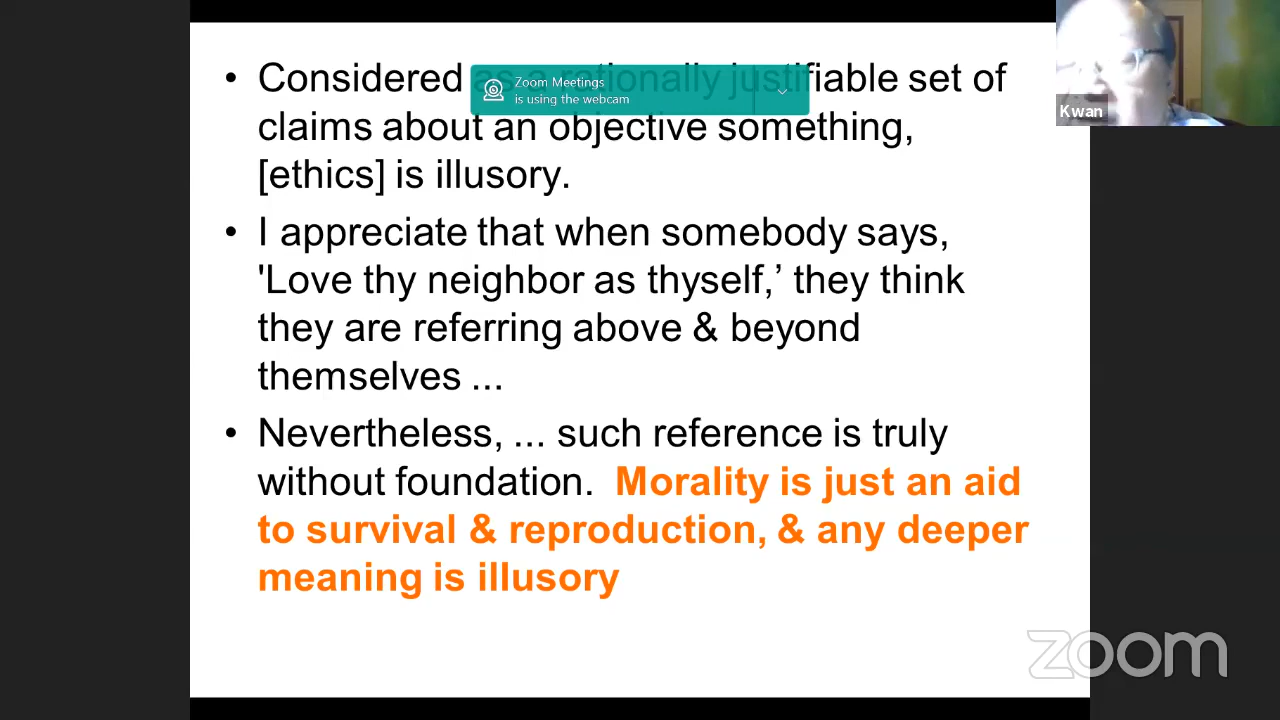 • Considered as a rationally justifiable set of
claims about an objective something,
[ethics] is illusory.
• I appreciate that when somebody says,
'Love thy neighbor as thyself,’ they think
they are referring above & beyond
themselves ...
• Nevertheless, ... such reference is truly
without foundation. Morality is just an aid
to survival & reproduction, & any deeper
meaning is illusory
Zoom Meetings
is using the webcam
Kwan
zoom